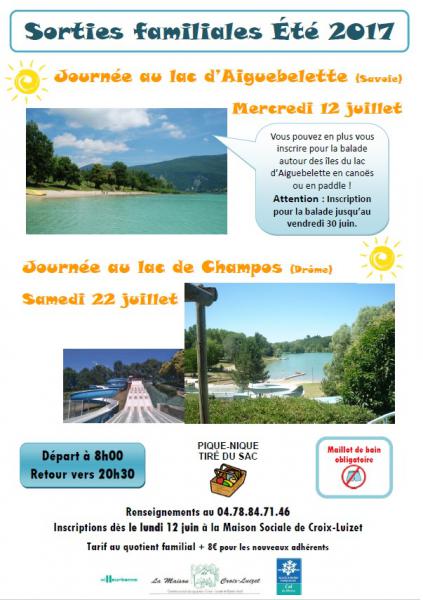 Sorties familiales Été 2017
Journée au lac d'Aiguebelette (Savoie)
Mercredi 12 juillet
Vous pouvez en plus vous
inscrire pour la balade
autour des îles du lac
d'Aiguebelette en canoës
ou en paddle !
Attention : Inscription
pour la balade jusqu'au
vendredi 30 juin.
Journée au lac de Champos (Drôme)
Samedi 22 juillet
Départ à 8h00
Retour vers 20h30
PIQUE-NIQUE
TIRÉ DU SAC
Maillot de bain
obligatoire
Renseignements au 04.78.84.71.46
Inscriptions dès le lundi 12 juin à la Maison Sociale de Croix-Luizet
Tarif au quotient familial + 8€ pour les nouveaux adhérents
villeurbanne
La Maison Croix-Luizet